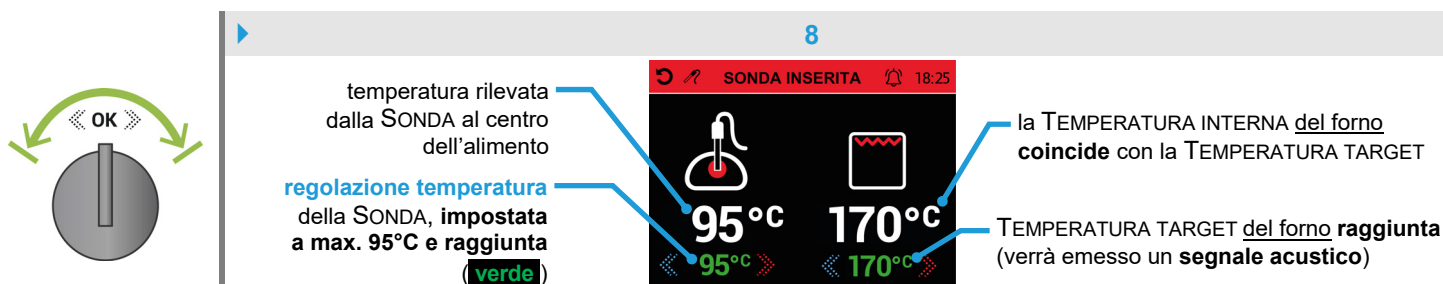 8
OK
temperatura rilevata
dalla SONDA al centro
dell'alimento
regolazione temperatura
della SONDA, impostata
a max. 95°C e raggiunta
(verde)
SONDA INSERITA 18:25
95°C 170°C
95°C 170°C
la TEMPERATURA INTERNA del forno
coincide con la TEMPERATURA TARGET
TEMPERATURA TARGET del forno raggiunta
(verrà emesso un segnale acustico)